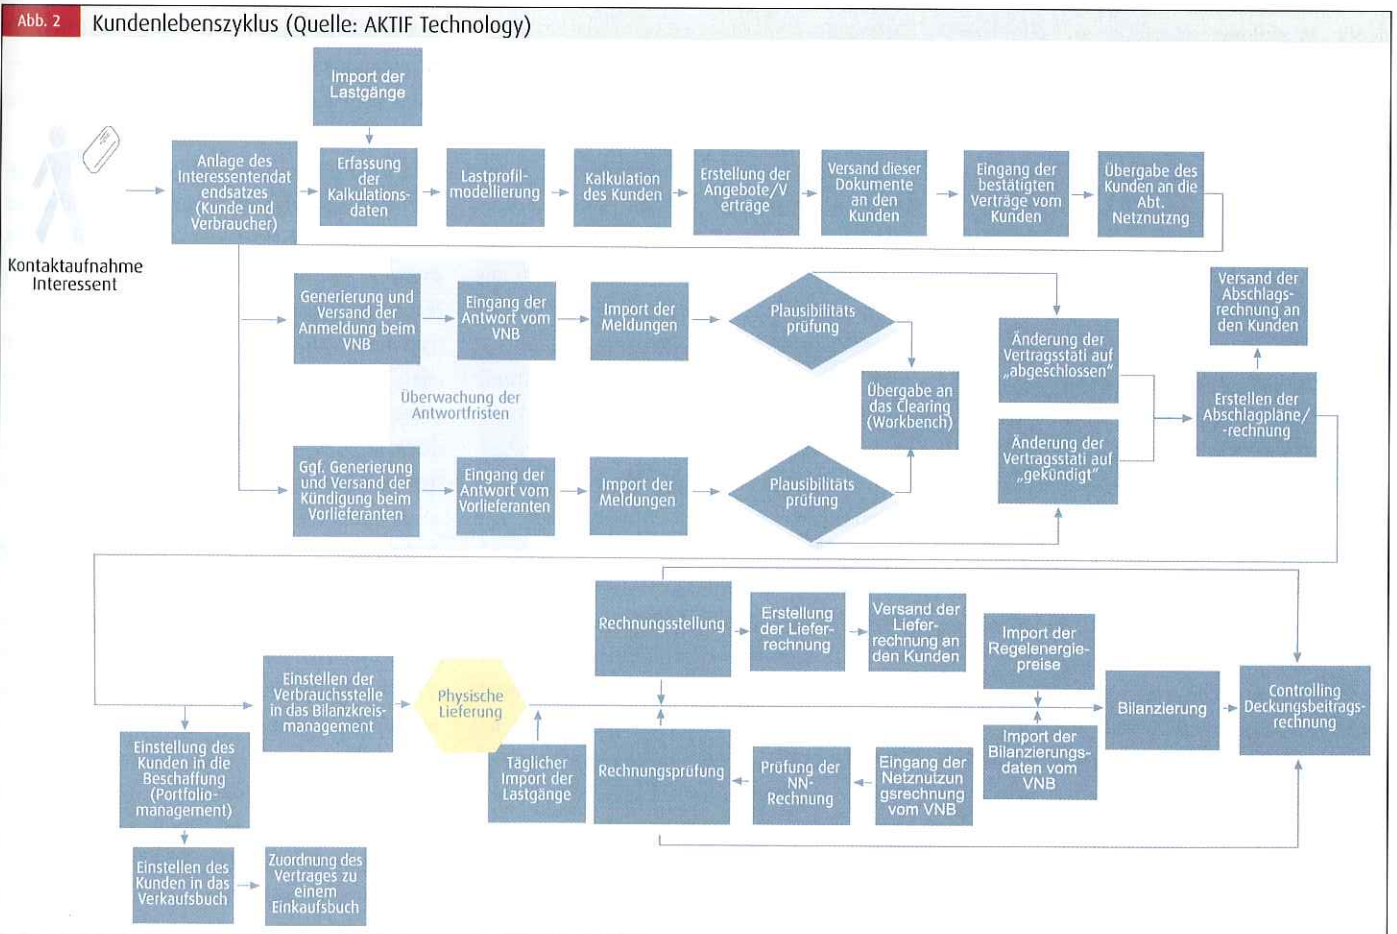 Abb. 2
Kundenlebenszyklus (Quelle: AKTIF Technology)
Import der
Lastgänge
Kontaktaufnahme
Interessent
Anlage des
Interessentendat
endsatzes
(Kunde und
Verbraucher)
Erfassung
der
Kalkulations-
daten
Lastprofil-
modellierung
Kalkulation
des Kunden
Erstellung der
Angebote/V
erträge
Versand dieser
Dokumente
an den
Kunden
Eingang der
bestätigten
Verträge vom
Kunden
Übergabe des
Kunden an die
Abt.
Netznutzng
Generierung und
Versand der
Anmeldung beim
VNB
Eingang der
Antwort vom
VNB
Import der
Meldungen
Plausibilitäts
prüfung
Überwachung der
Antwortfristen
Übergabe an
das Clearing
(Workbench)
Änderung der
Vertragsstati auf
„abgeschlossen“
Versand der
Abschlags-
rechnung an
den Kunden
Erstellen der
Abschlagpläne/
-rechnung
Ggf. Generierung
und Versand der
Kündigung beim
Vorlieferanten
Eingang der
Antwort vom
Vorlieferanten
Import der
Meldungen
Plausibilitäts
prüfung
Änderung der
Vertragsstati auf
„gekündigt“
Einstellen der
Verbrauchsstelle
in das Bilanzkreis-
management
Physische
Lieferung
Rechnungsstellung
Erstellung
der Liefer-
rechnung
Versand der
Liefer-
rechnung an
den Kunden
Import der
Regelenergie-
preise
Bilanzierung
Controlling
Deckungsbeitrags-
rechnung
Einstellung des
Kunden in die
Beschaffung
(Portfolio-
management)
Täglicher
Import der
Lastgänge
Rechnungsprüfung
Prüfung der
NN-
Rechnung
Eingang der
Netznutzun
gsrechnung
vom VNB
Import der
Bilanzierungs-
daten vom
VNB
Einstellen des
Kunden in das
Verkaufsbuch
Zuordnung des
Vertrages zu
einem
Einkaufsbuch